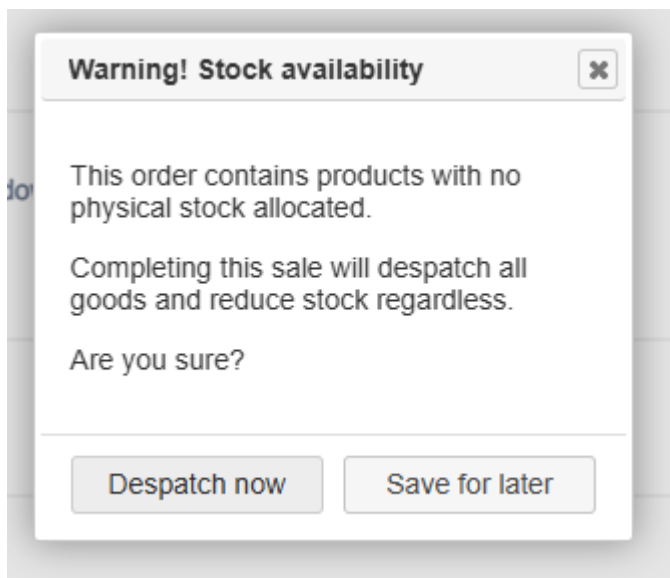 Warning! Stock availability
This order contains products with no
physical stock allocated.
Completing this sale will despatch all
goods and reduce stock regardless.
Are you sure?
Despatch now
Save for later